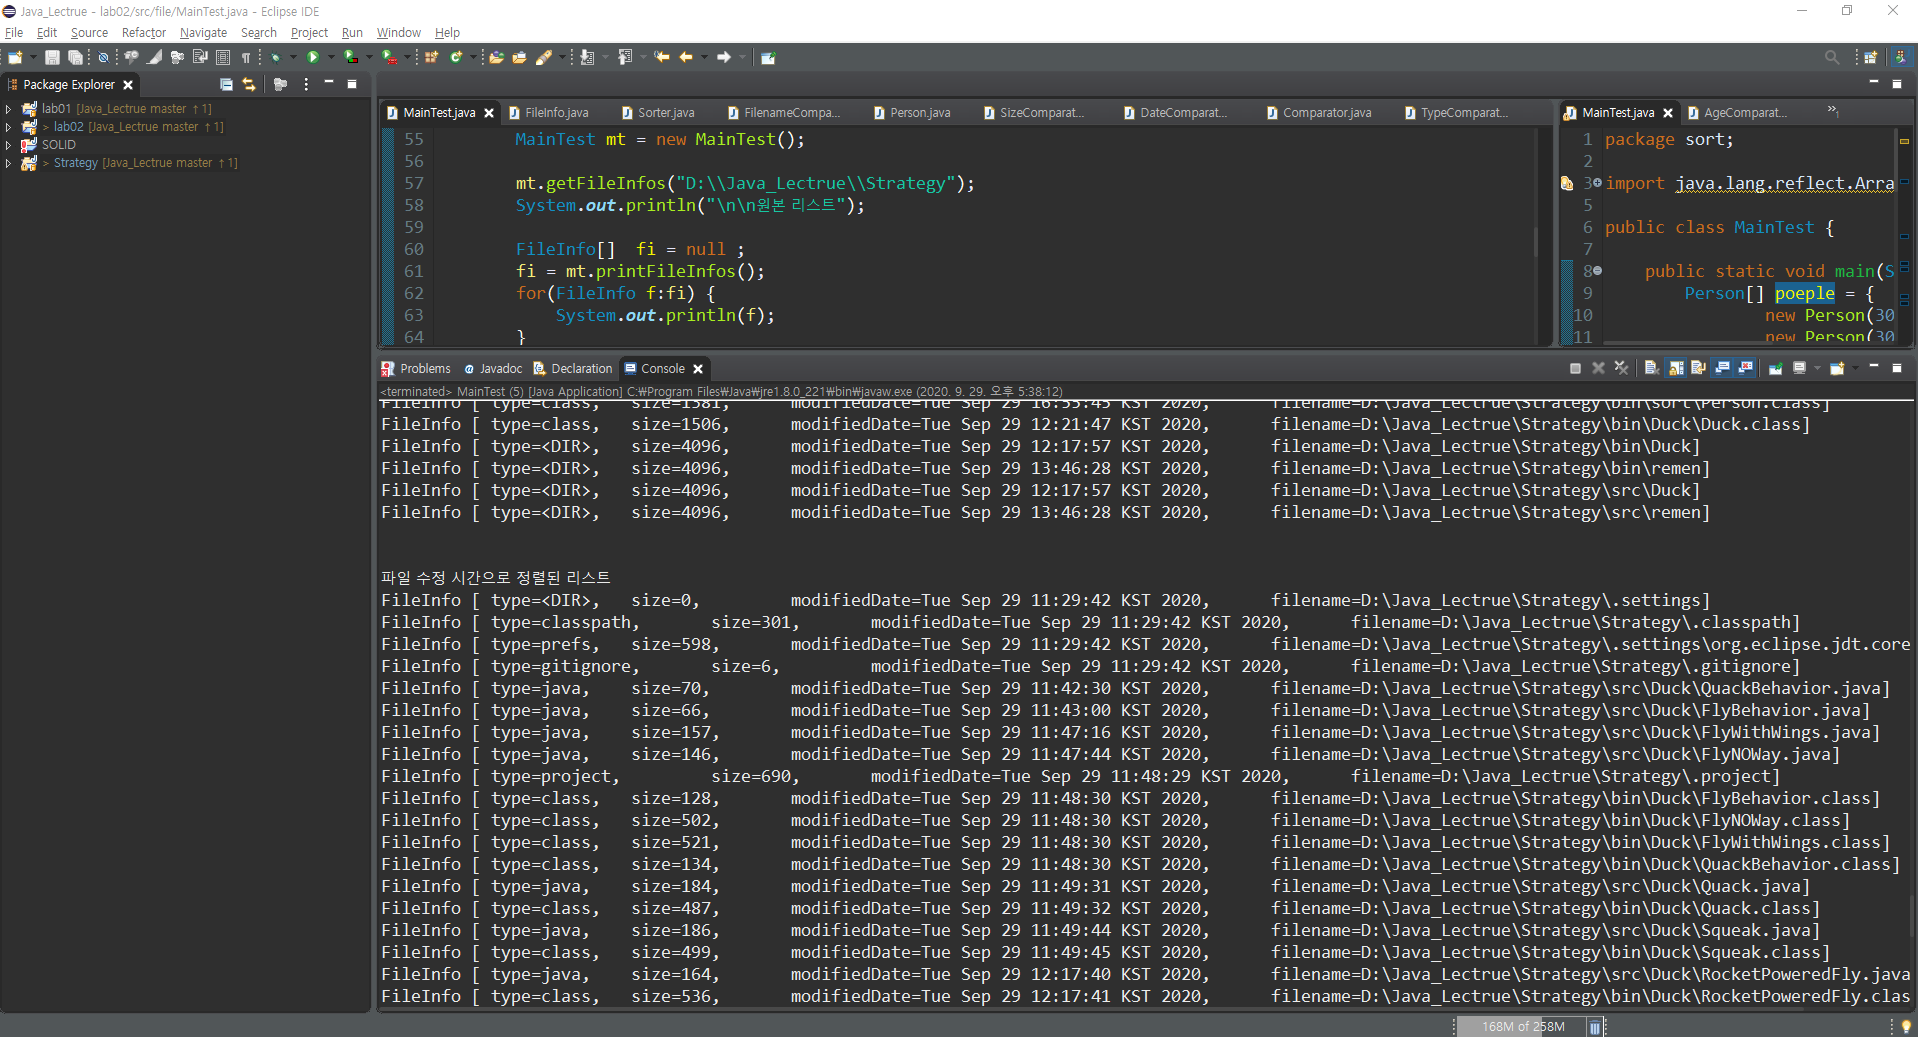 Java_Lectrue - lab02/src/file/MainTest.java - Eclipse IDE
File Edit Source Refactor Navigate Search Project Run Window Help
Package Explorer
lab01 [Java_Lectrue master ↑1]
> lab02 [Java_Lectrue master ↑1]
SOLID
> Strategy [Java_Lectrue master ↑1]
MainTest.java FileInfo.java Sorter.java FilenameCompa... Person.java SizeComparat... DateComparat... Comparator.java TypeComparat...
55 MainTest mt = new MainTest();
56
57 mt.getFileInfos("D:\\Java_Lectrue\\Strategy");
58 System.out.println("\n\n원본 리스트");
59
60 FileInfo[] fi = null ;
61 fi = mt.printFileInfos();
62 for(FileInfo f:fi) {
63 System.out.println(f);
64 }
MainTest.java AgeComparat... »1
1 package sort;
2
3 import java.lang.reflect.Arra
5
6 public class MainTest {
7
8 public static void main(S
9 Person[] poeple = {
10 new Person(30
11 new Person(30
Problems Javadoc Declaration Console
<terminated> MainTest (5) [Java Application] C:₩Program Files₩Java₩jre1.8.0_221₩bin₩javaw.exe (2020. 9. 29. 오후 5:38:12)
FileInfo [ type=class, size=1381, modifiedDate=Tue Sep 29 16:55:45 KST 2020, filename=D:\Java_Lectrue\Strategy\bin\sort\Person.class]
FileInfo [ type=class, size=1506, modifiedDate=Tue Sep 29 12:21:47 KST 2020, filename=D:\Java_Lectrue\Strategy\bin\Duck\Duck.class]
FileInfo [ type=<DIR>, size=4096, modifiedDate=Tue Sep 29 12:17:57 KST 2020, filename=D:\Java_Lectrue\Strategy\bin\Duck]
FileInfo [ type=<DIR>, size=4096, modifiedDate=Tue Sep 29 13:46:28 KST 2020, filename=D:\Java_Lectrue\Strategy\bin\remen]
FileInfo [ type=<DIR>, size=4096, modifiedDate=Tue Sep 29 12:17:57 KST 2020, filename=D:\Java_Lectrue\Strategy\src\Duck]
FileInfo [ type=<DIR>, size=4096, modifiedDate=Tue Sep 29 13:46:28 KST 2020, filename=D:\Java_Lectrue\Strategy\src\remen]
파일 수정 시간으로 정렬된 리스트
FileInfo [ type=<DIR>, size=0, modifiedDate=Tue Sep 29 11:29:42 KST 2020, filename=D:\Java_Lectrue\Strategy\.settings]
FileInfo [ type=classpath, size=301, modifiedDate=Tue Sep 29 11:29:42 KST 2020, filename=D:\Java_Lectrue\Strategy\.classpath]
FileInfo [ type=prefs, size=598, modifiedDate=Tue Sep 29 11:29:42 KST 2020, filename=D:\Java_Lectrue\Strategy\.settings\org.eclipse.jdt.core
FileInfo [ type=gitignore, size=6, modifiedDate=Tue Sep 29 11:29:42 KST 2020, filename=D:\Java_Lectrue\Strategy\.gitignore]
FileInfo [ type=java, size=70, modifiedDate=Tue Sep 29 11:42:30 KST 2020, filename=D:\Java_Lectrue\Strategy\src\Duck\QuackBehavior.java]
FileInfo [ type=java, size=66, modifiedDate=Tue Sep 29 11:43:00 KST 2020, filename=D:\Java_Lectrue\Strategy\src\Duck\FlyBehavior.java]
FileInfo [ type=java, size=157, modifiedDate=Tue Sep 29 11:47:16 KST 2020, filename=D:\Java_Lectrue\Strategy\src\Duck\FlyWithWings.java]
FileInfo [ type=java, size=146, modifiedDate=Tue Sep 29 11:47:44 KST 2020, filename=D:\Java_Lectrue\Strategy\src\Duck\FlyNOWay.java]
FileInfo [ type=project, size=690, modifiedDate=Tue Sep 29 11:48:29 KST 2020, filename=D:\Java_Lectrue\Strategy\.project]
FileInfo [ type=class, size=128, modifiedDate=Tue Sep 29 11:48:30 KST 2020, filename=D:\Java_Lectrue\Strategy\bin\Duck\FlyBehavior.class]
FileInfo [ type=class, size=502, modifiedDate=Tue Sep 29 11:48:30 KST 2020, filename=D:\Java_Lectrue\Strategy\bin\Duck\FlyNOWay.class]
FileInfo [ type=class, size=521, modifiedDate=Tue Sep 29 11:48:30 KST 2020, filename=D:\Java_Lectrue\Strategy\bin\Duck\FlyWithWings.class]
FileInfo [ type=class, size=134, modifiedDate=Tue Sep 29 11:48:30 KST 2020, filename=D:\Java_Lectrue\Strategy\bin\Duck\QuackBehavior.class]
FileInfo [ type=java, size=184, modifiedDate=Tue Sep 29 11:49:31 KST 2020, filename=D:\Java_Lectrue\Strategy\src\Duck\Quack.java]
FileInfo [ type=class, size=487, modifiedDate=Tue Sep 29 11:49:32 KST 2020, filename=D:\Java_Lectrue\Strategy\bin\Duck\Quack.class]
FileInfo [ type=java, size=186, modifiedDate=Tue Sep 29 11:49:44 KST 2020, filename=D:\Java_Lectrue\Strategy\src\Duck\Squeak.java]
FileInfo [ type=class, size=499, modifiedDate=Tue Sep 29 11:49:45 KST 2020, filename=D:\Java_Lectrue\Strategy\bin\Duck\Squeak.class]
FileInfo [ type=java, size=164, modifiedDate=Tue Sep 29 12:17:40 KST 2020, filename=D:\Java_Lectrue\Strategy\src\Duck\RocketPoweredFly.java
FileInfo [ type=class, size=536, modifiedDate=Tue Sep 29 12:17:41 KST 2020, filename=D:\Java_Lectrue\Strategy\bin\Duck\RocketPoweredFly.clas
168M of 258M